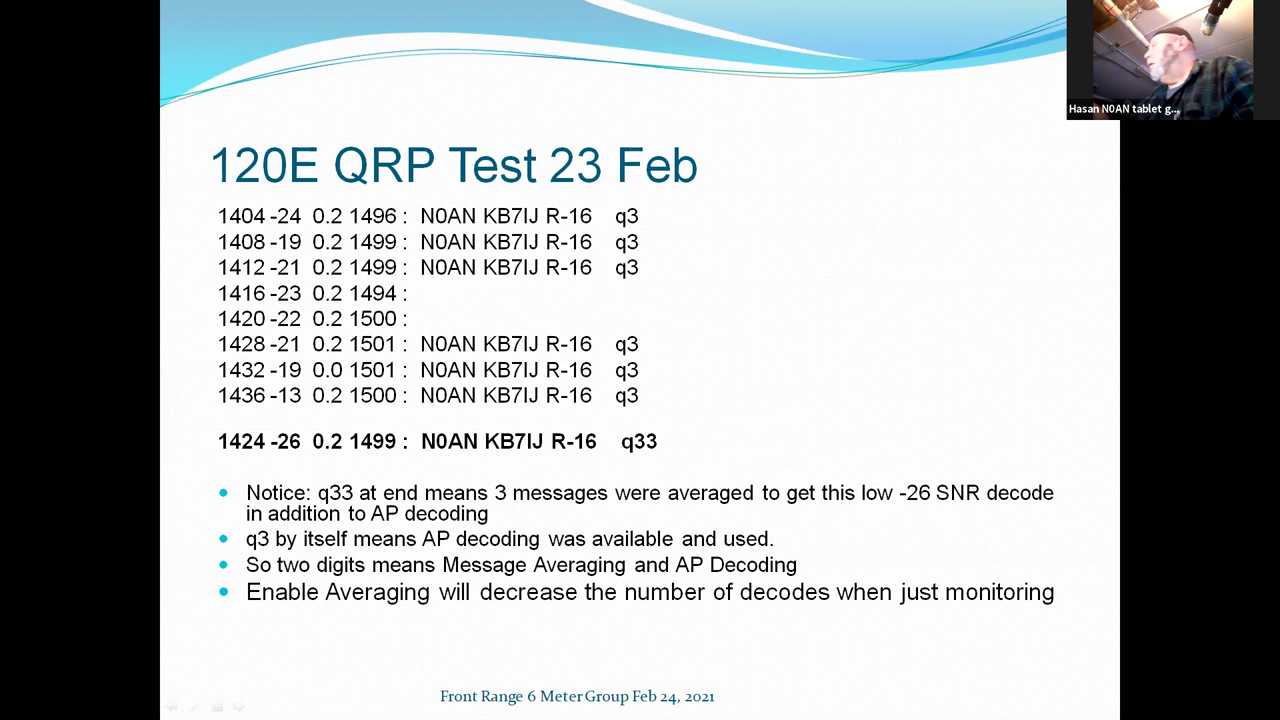 Hasan N0AN tablet g...
120E QRP Test 23 Feb
1404 -24 0.2 1496 : N0AN KB7IJ R-16 q3
1408 -19 0.2 1499 : N0AN KB7IJ R-16 q3
1412 -21 0.2 1499 : N0AN KB7IJ R-16 q3
1416 -23 0.2 1494 :
1420 -22 0.2 1500 :
1428 -21 0.2 1501 : N0AN KB7IJ R-16 q3
1432 -19 0.0 1501 : N0AN KB7IJ R-16 q3
1436 -13 0.2 1500 : N0AN KB7IJ R-16 q3
1424 -26 0.2 1499 : N0AN KB7IJ R-16 q33
• Notice: q33 at end means 3 messages were averaged to get this low -26 SNR decode
in addition to AP decoding
• q3 by itself means AP decoding was available and used.
• So two digits means Message Averaging and AP Decoding
• Enable Averaging will decrease the number of decodes when just monitoring
Front Range 6 Meter Group Feb 24, 2021